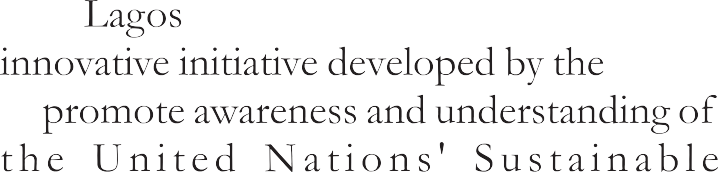 Lagos
innovative initiative developed by the
promote awareness and understanding of
the United Nations' Sustainable